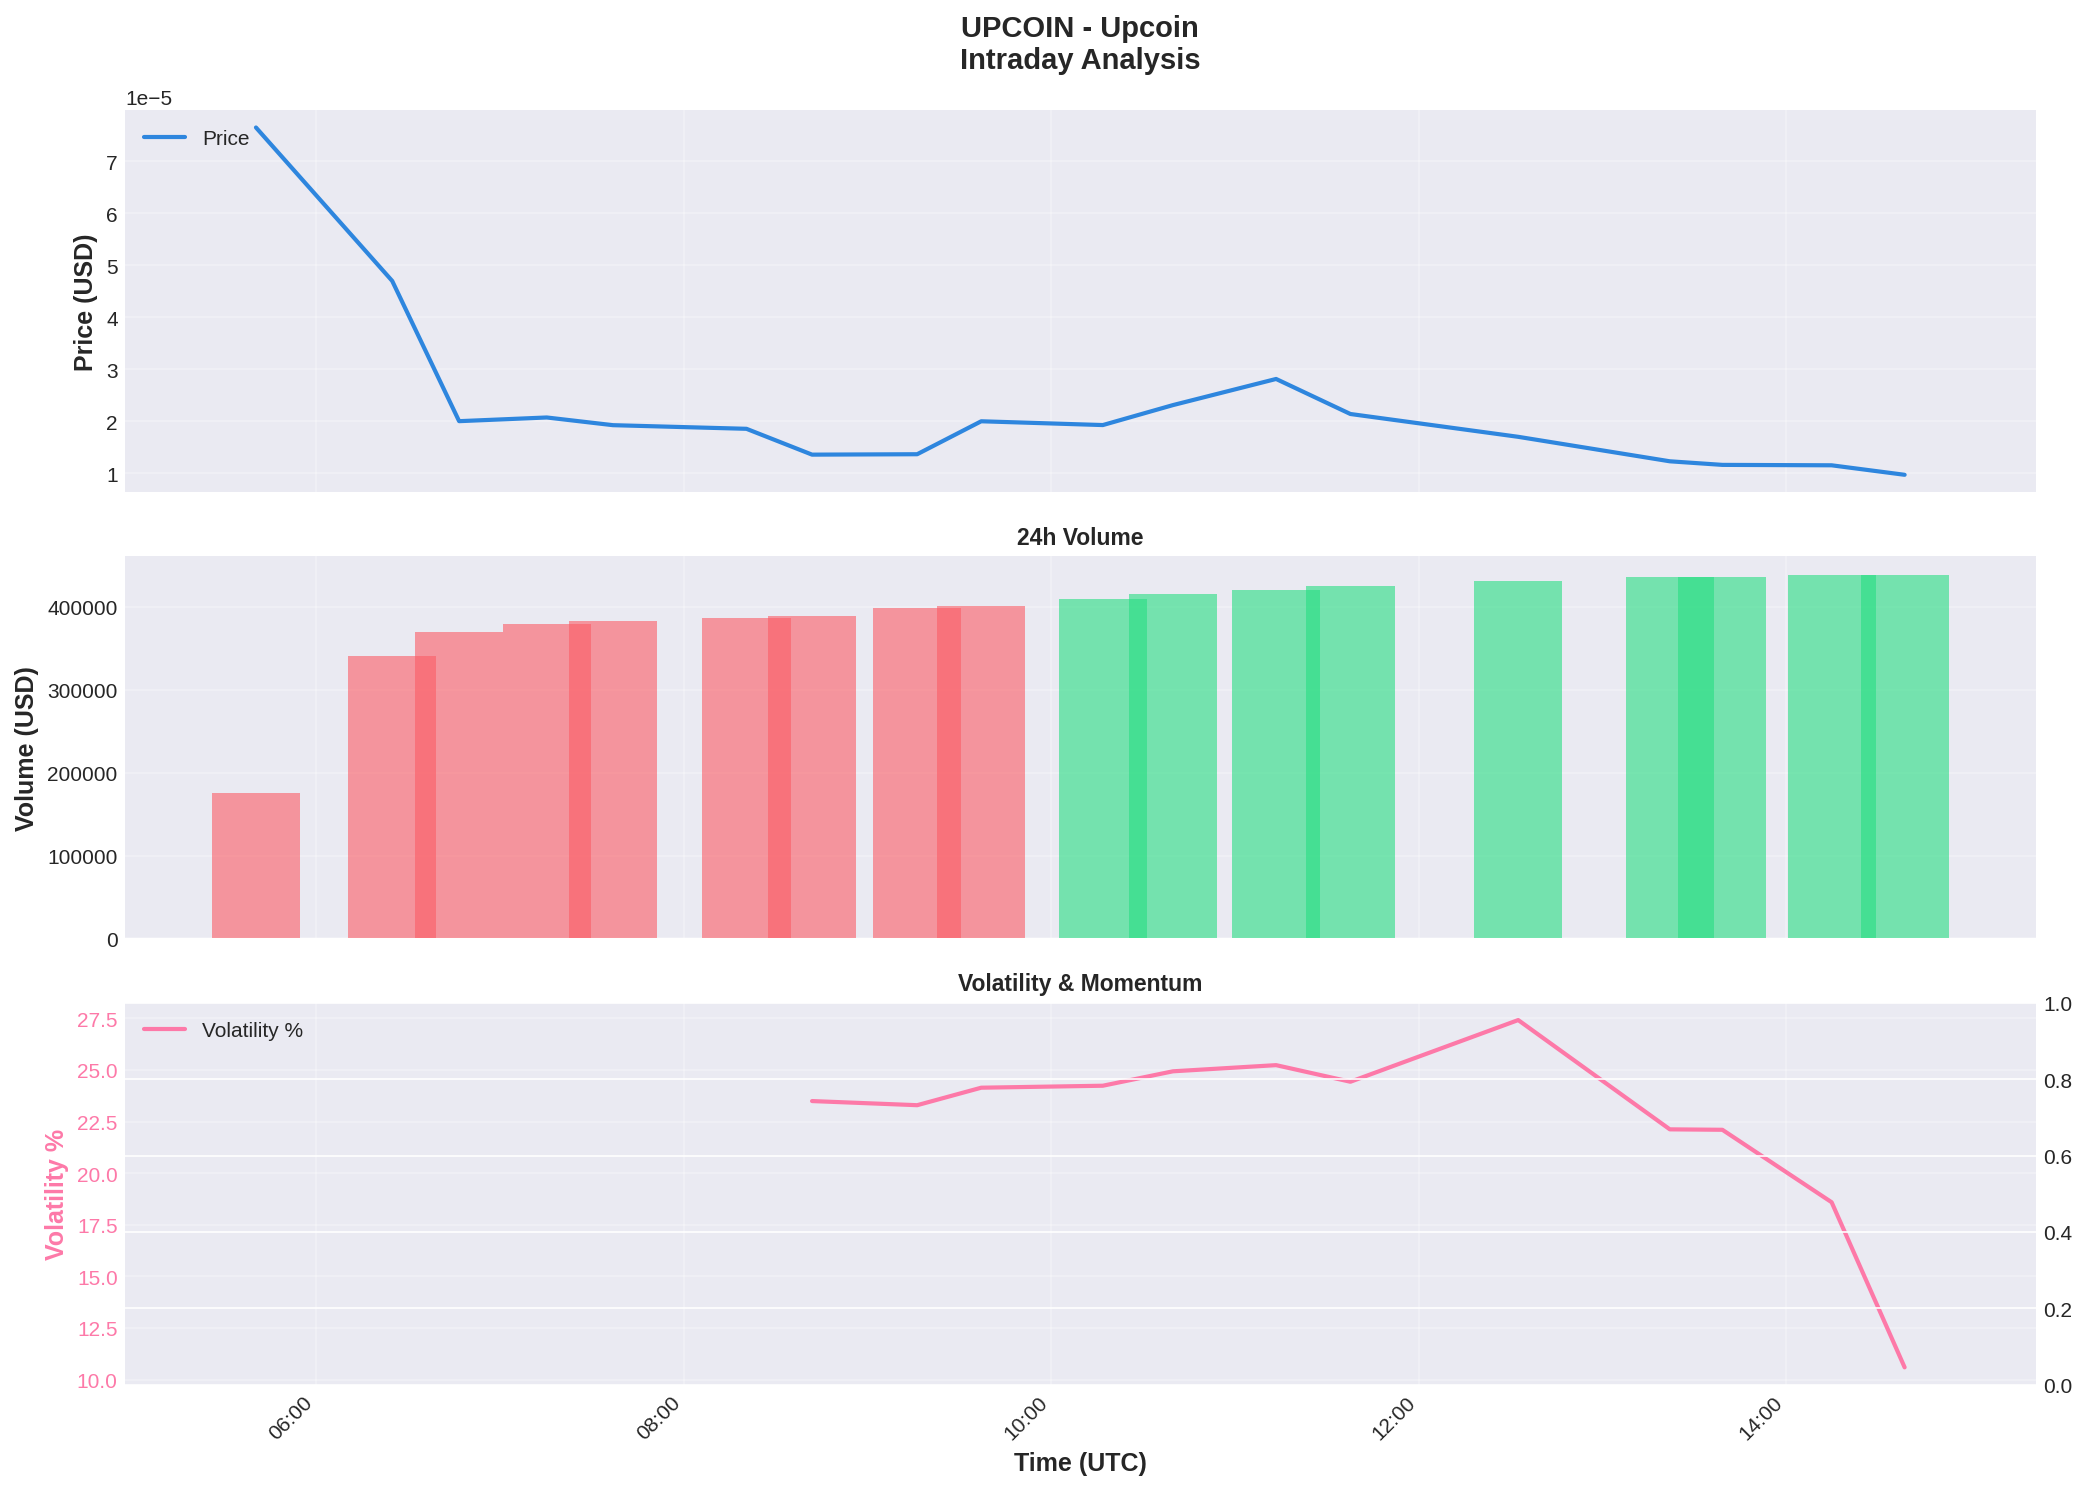 UPCOIN - Upcoin
Intraday Analysis
1e−5
Price
7
6
5
4
3
2
1
Price (USD)
24h Volume
400000
300000
200000
100000
0
Volume (USD)
Volatility & Momentum
Volatility %
27.5
25.0
22.5
20.0
17.5
15.0
12.5
10.0
Volatility %
1.0
0.8
0.6
0.4
0.2
0.0
06:00
08:00
10:00
12:00
14:00
Time (UTC)